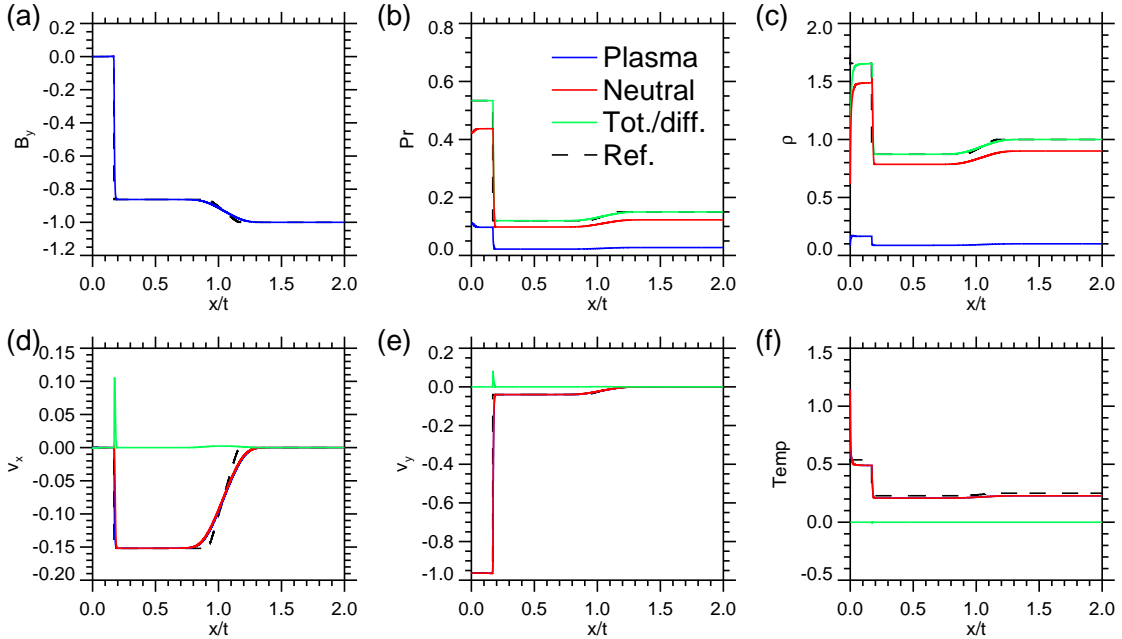 (a)
0.2
0.0
-0.2
-0.4
-0.6
-0.8
-1.0
-1.2
B_y
0.0 0.5 1.0 1.5 2.0
x/t
(b)
0.8
0.6
0.4
0.2
0.0
Pr
Plasma
Neutral
Tot./diff.
Ref.
0.0 0.5 1.0 1.5 2.0
x/t
(c)
2.0
1.5
1.0
0.5
0.0
ρ
0.0 0.5 1.0 1.5 2.0
x/t
(d)
0.15
0.10
0.05
0.00
-0.05
-0.10
-0.15
-0.20
v_x
0.0 0.5 1.0 1.5 2.0
x/t
(e)
0.2
0.0
-0.2
-0.4
-0.6
-0.8
-1.0
v_y
0.0 0.5 1.0 1.5 2.0
x/t
(f)
1.5
1.0
0.5
0.0
-0.5
Temp
0.0 0.5 1.0 1.5 2.0
x/t